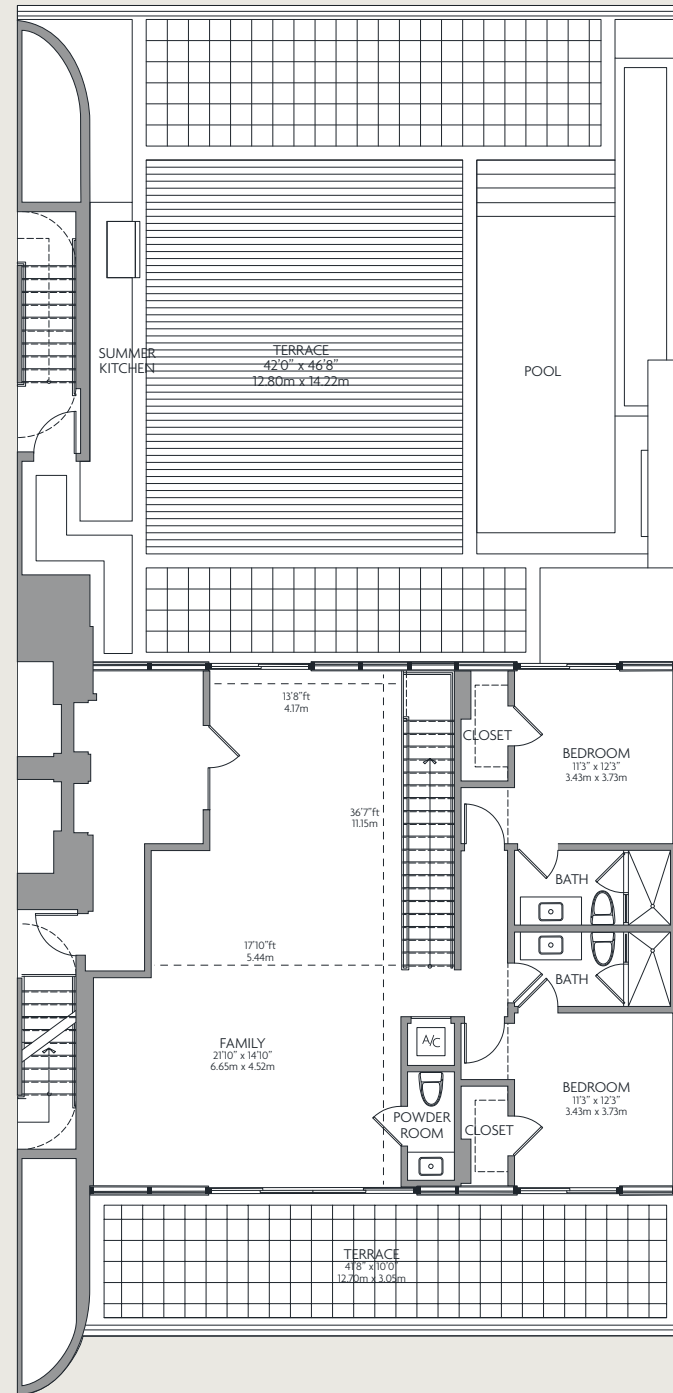 SUMMER
KITCHEN
TERRACE
42'0" x 46'8"
12.80m x 14.22m
POOL
13'8"ft
4.17m
CLOSET
BEDROOM
11'3" x 12'3"
3.43m x 3.73m
36'7"ft
11.15m
BATH
17'10"ft
5.44m
BATH
FAMILY
21'10" x 14'10"
6.65m x 4.52m
A/C
POWDER
ROOM
CLOSET
BEDROOM
11'3" x 12'3"
3.43m x 3.73m
TERRACE
41'8" x 10'0"
12.70m x 3.05m